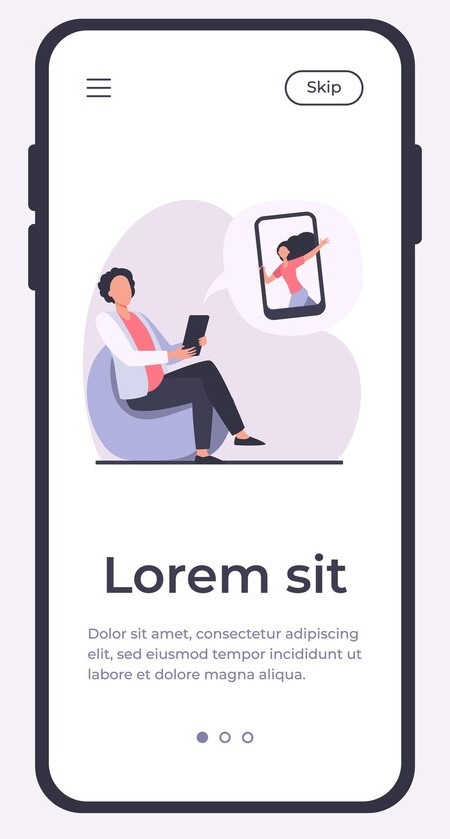 Skip
Lorem sit
Dolor sit amet, consectetur adipiscing
elit, sed eiusmod tempor incididunt ut
labore et dolore magna aliqua.